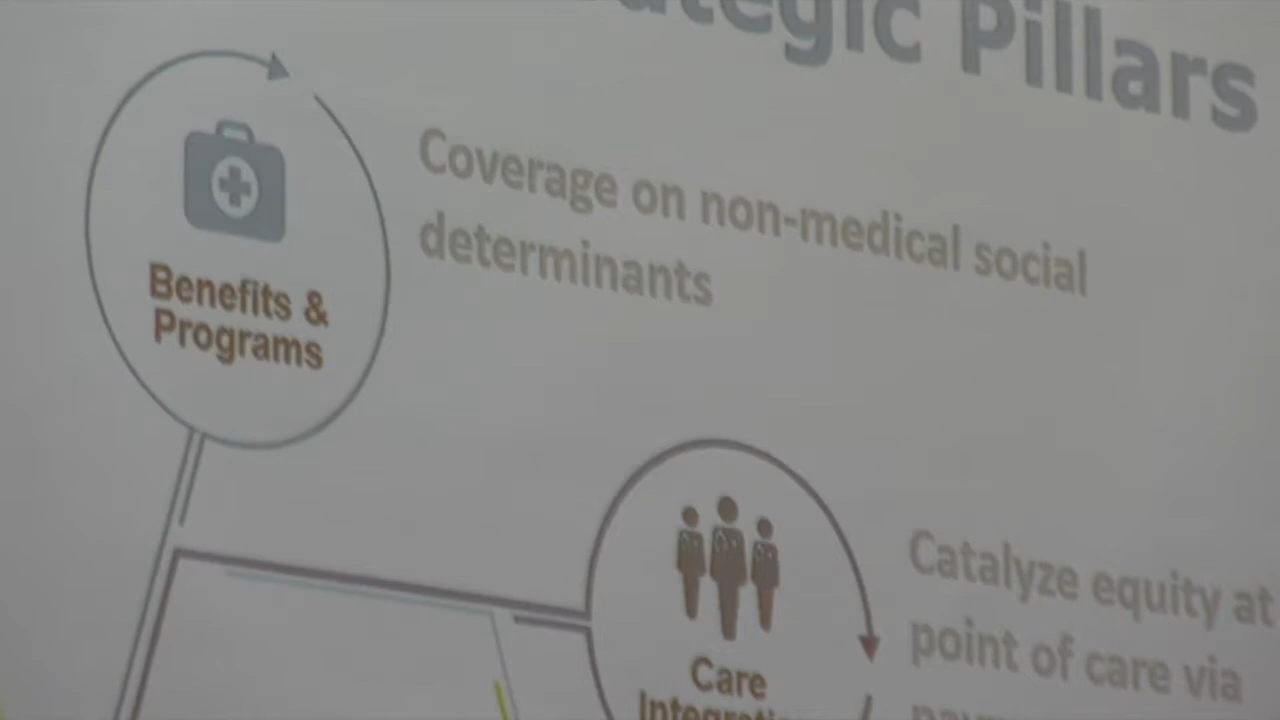 Pillars
Coverage on non-medical social
determinants
Benefits &
Programs
Catalyze equity at
point of care via
Care